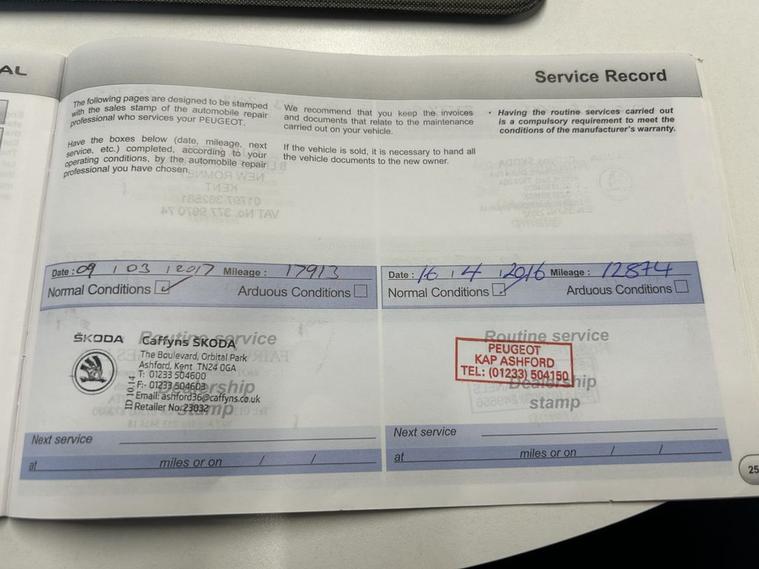 AL
Service Record
The following pages are designed to be stamped
with the sales stamp of the automobile repair
professional who services your PEUGEOT.
Have the boxes below (date, mileage, next
service, etc.) completed, according to your
operating conditions, by the automobile repair
professional you have chosen.
We recommend that you keep the invoices
and documents that relate to the maintenance
carried out on your vehicle.
If the vehicle is sold, it is necessary to hand all
the vehicle documents to the new owner.
• Having the routine services carried out
is a compulsory requirement to meet the
conditions of the manufacturer's warranty.
Date : 09 / 03 / 2017 Mileage : 17913
Normal Conditions Arduous Conditions
Routine service
Dealership
stamp
ŠKODA
Caffyns ŠKODA
The Boulevard, Orbital Park
Ashford, Kent TN24 0GA
T: 01233 504600
F: 01233 504603
Email: ashford36@caffyns.co.uk
Retailer No: 23032
ID 10.14
Next service
at miles or on / /
Date : 16 / 4 / 2016 Mileage : 12874
Normal Conditions Arduous Conditions
Routine service
Dealership
stamp
PEUGEOT
KAP ASHFORD
TEL: (01233) 504150
Next service
at miles or on / /
25